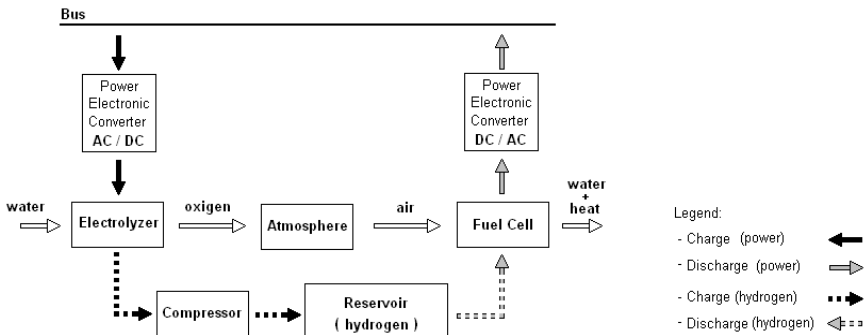 Bus
Power
Electronic
Converter
AC / DC
Power
Electronic
Converter
DC / AC
water
Electrolyzer
oxigen
Atmosphere
air
Fuel Cell
water
+
heat
Compressor
Reservoir
( hydrogen )
Legend:
- Charge (power)
- Discharge (power)
- Charge (hydrogen)
- Discharge (hydrogen)